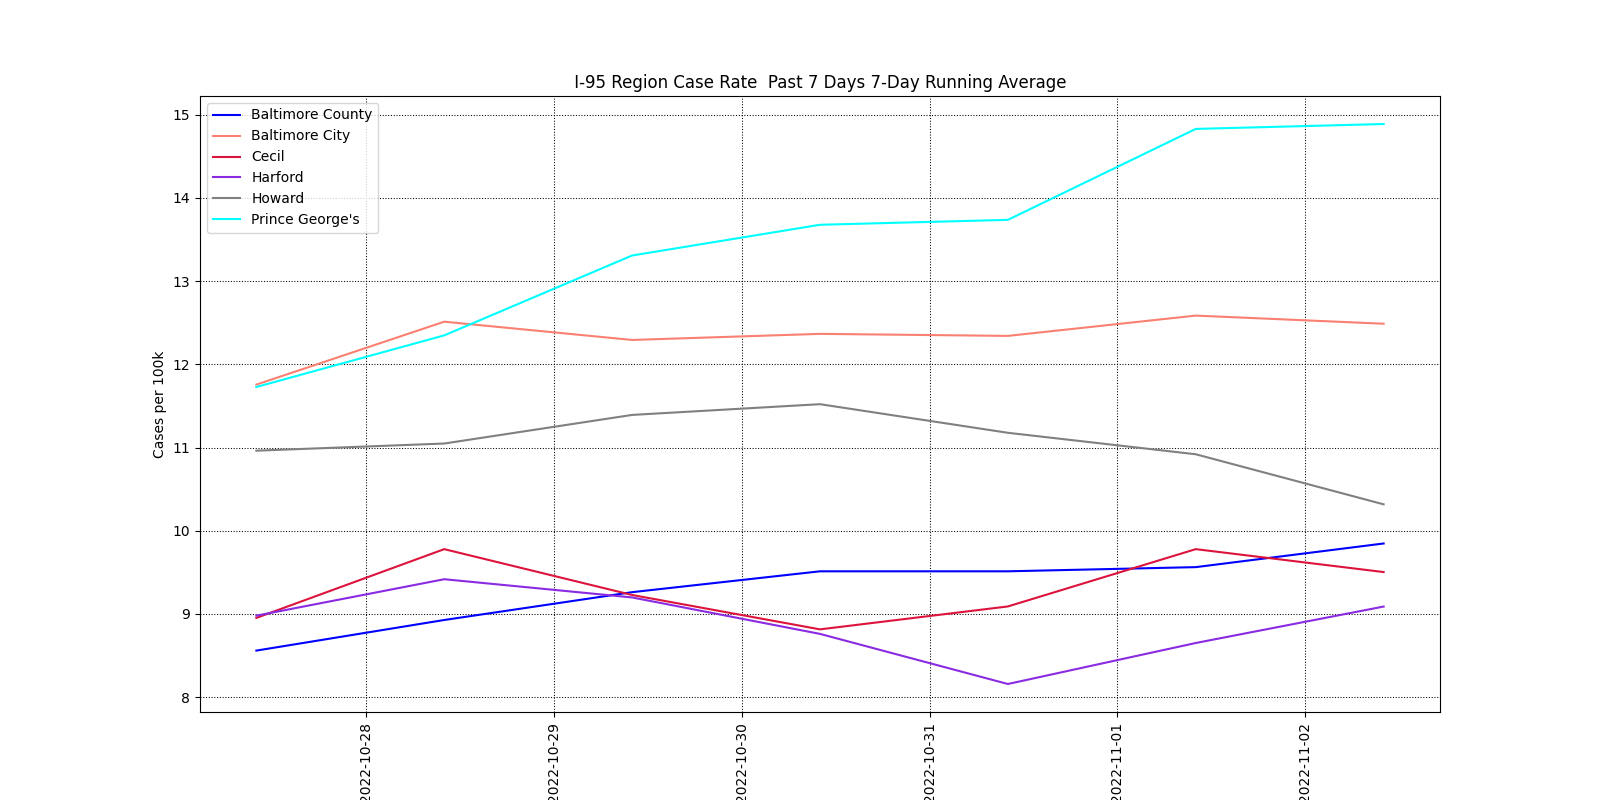 I-95 Region Case Rate  Past 7 Days 7-Day Running Average
Baltimore County
Baltimore City
Cecil
Harford
Howard
Prince George's
Cases per 100k
15
14
13
12
11
10
9
8
2022-10-28
2022-10-29
2022-10-30
2022-10-31
2022-11-01
2022-11-02